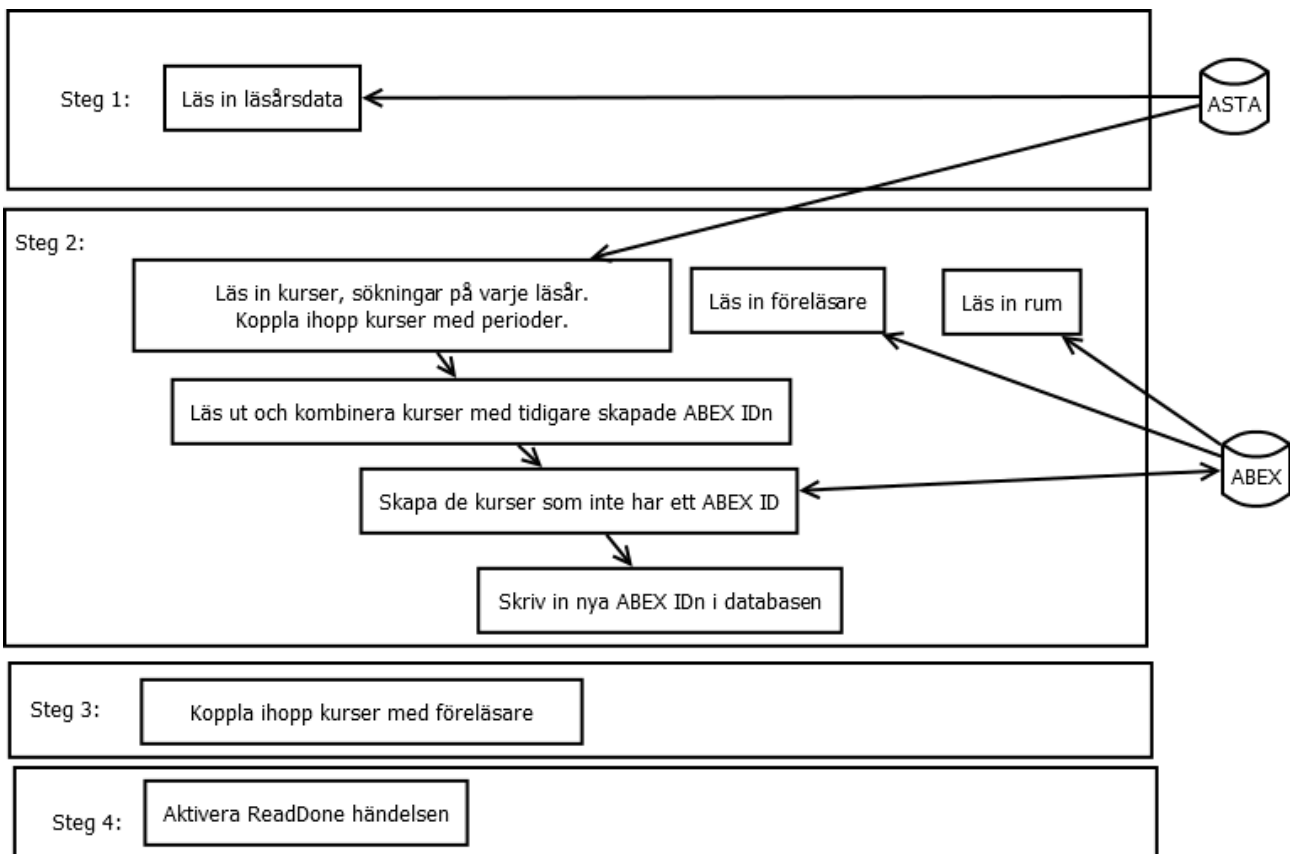 Steg 1:
Läs in läsårsdata
ASTA
Steg 2:
Läs in kurser, sökningar på varje läsår.
Koppla ihopp kurser med perioder.
Läs in föreläsare
Läs in rum
Läs ut och kombinera kurser med tidigare skapade ABEX IDn
Skapa de kurser som inte har ett ABEX ID
ABEX
Skriv in nya ABEX IDn i databasen
Steg 3:
Koppla ihopp kurser med föreläsare
Steg 4:
Aktivera ReadDone händelsen